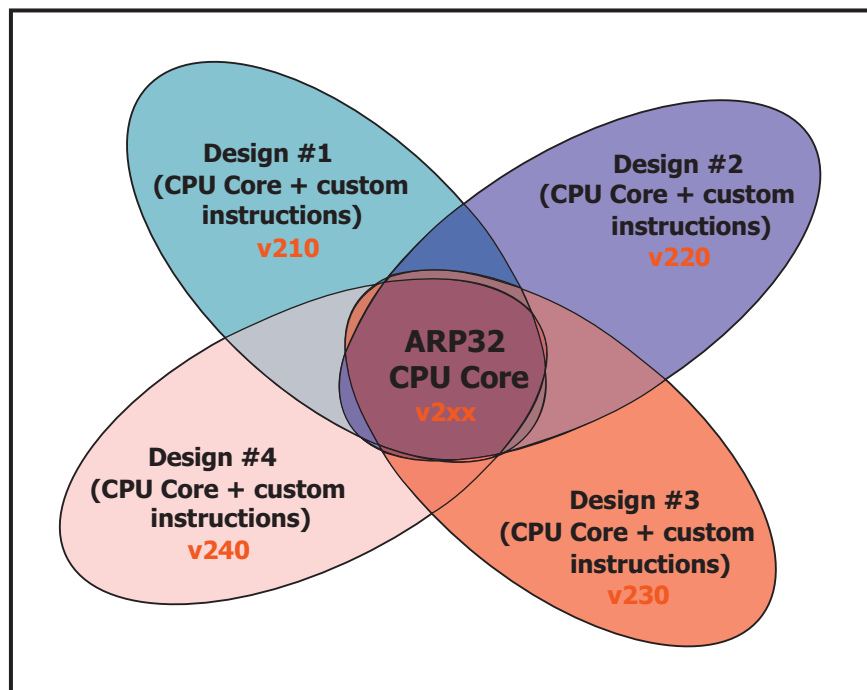 Design #1
(CPU Core + custom
instructions)
v210
Design #2
(CPU Core + custom
instructions)
v220
ARP32
CPU Core
v2xx
Design #4
(CPU Core + custom
instructions)
v240
Design #3
(CPU Core + custom
instructions)
v230